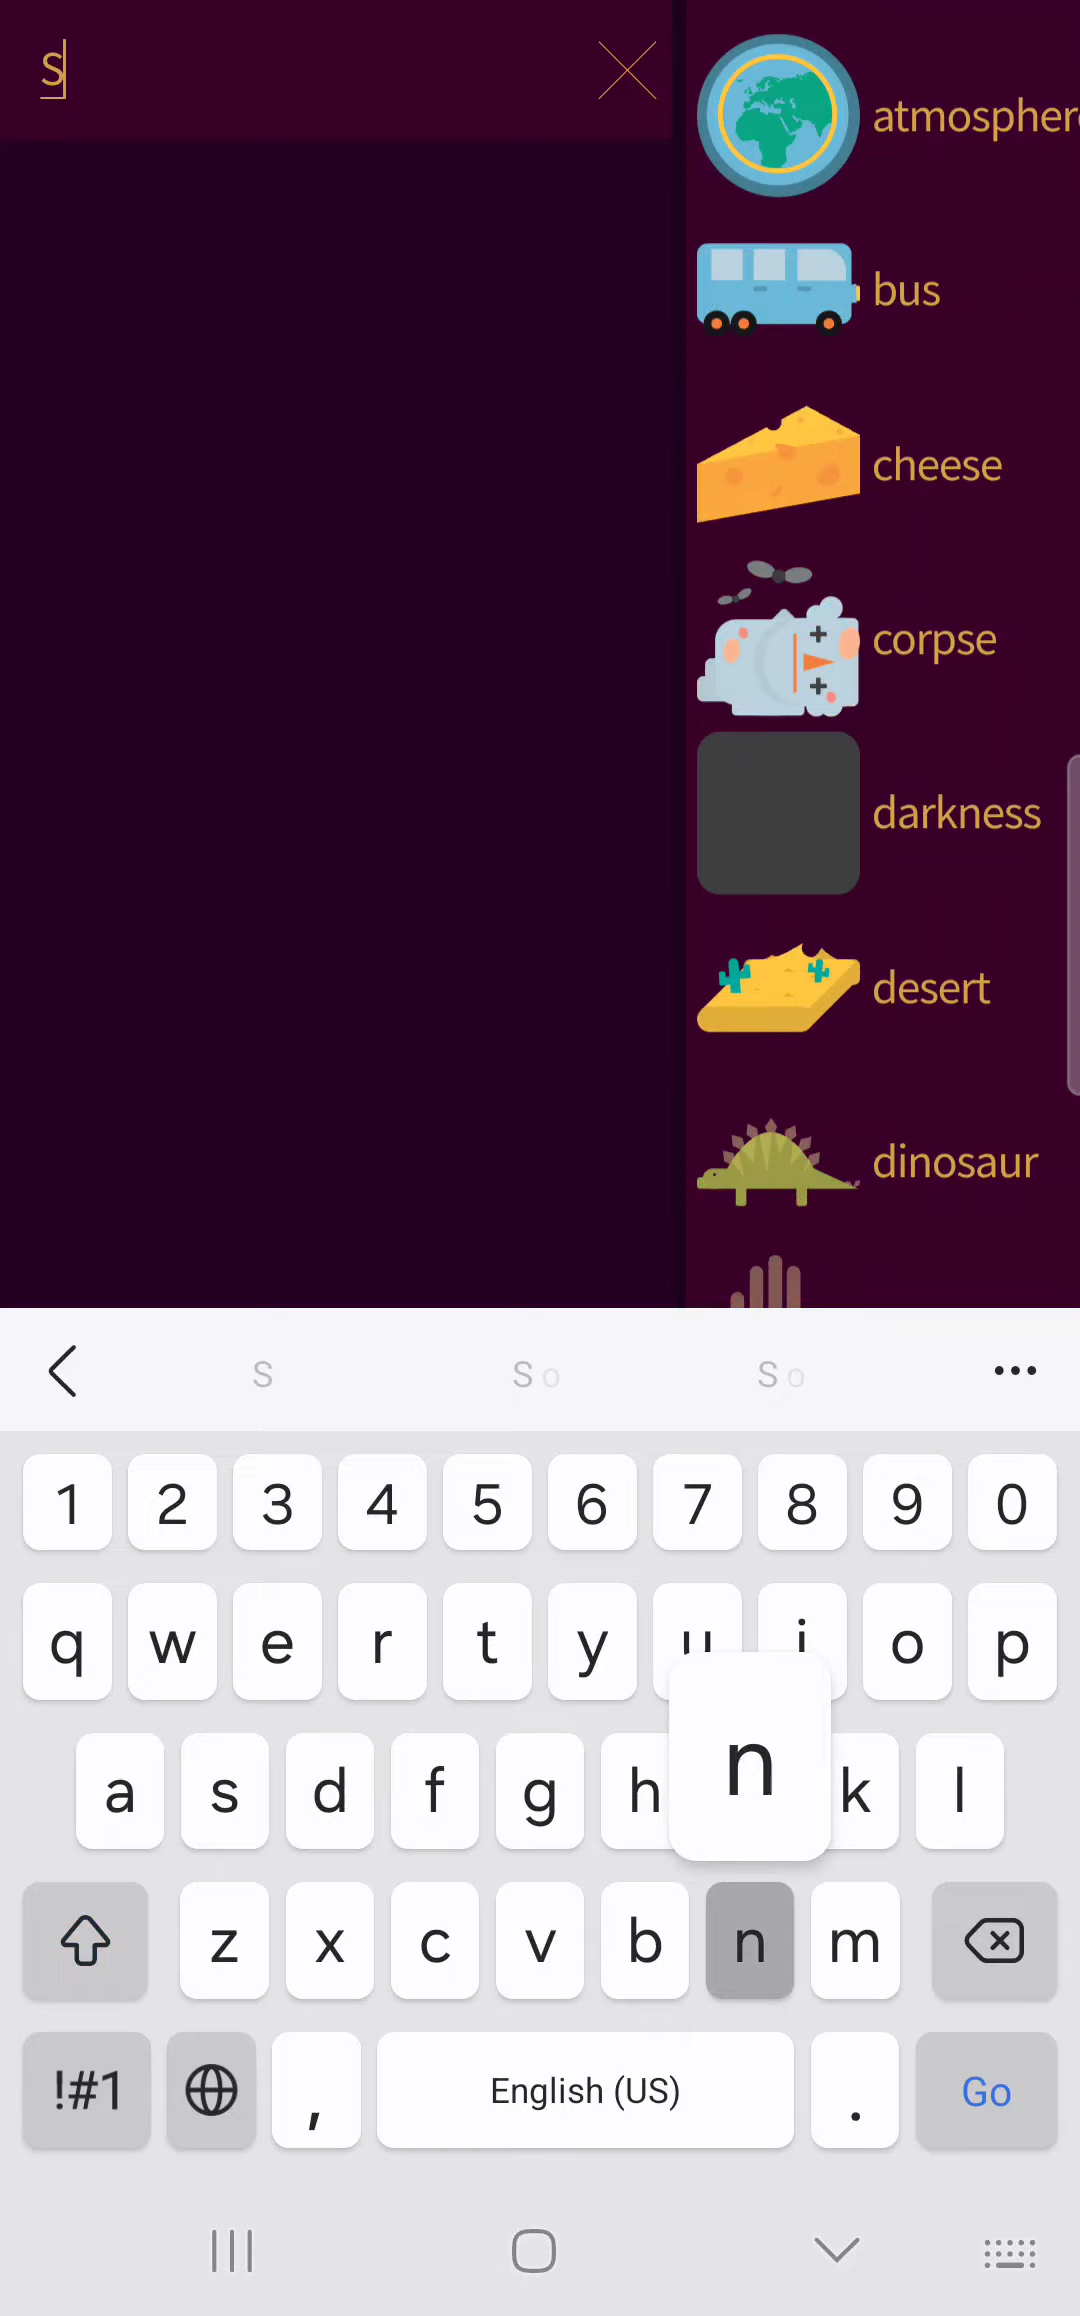 S
atmospher
bus
cheese
corpse
darkness
desert
dinosaur
S So So
1 2 3 4 5 6 7 8 9 0
q w e r t y u i o p
a s d f g h n k l
z x c v b n m
!#1 , English (US) . Go